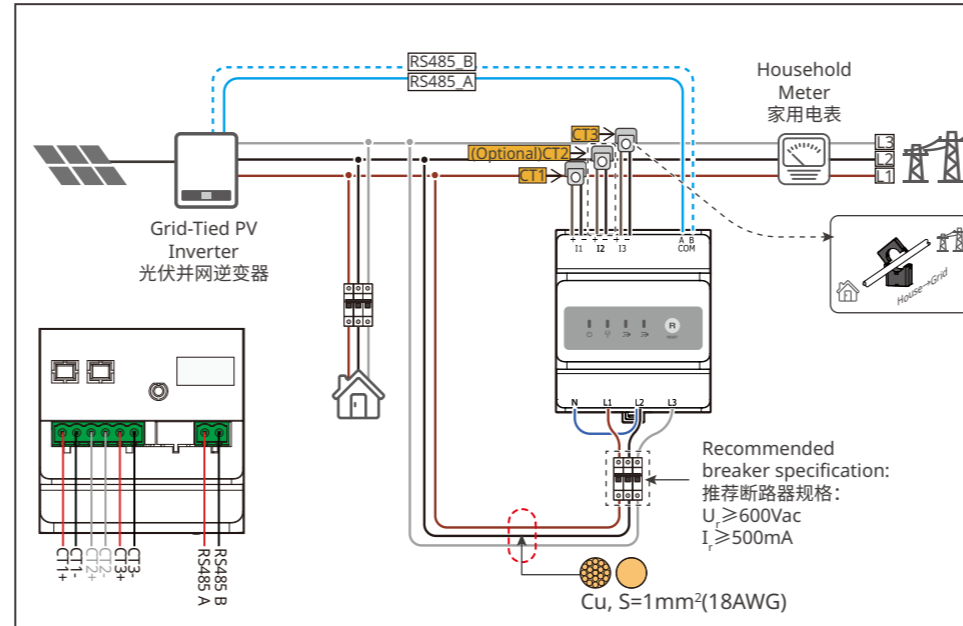 RS485_B
RS485_A
Household
Meter
家用电表
CT3
(Optional)CT2
CT1
L3
L2
L1
Grid-Tied PV
Inverter
光伏并网逆变器
+ - + - + -
I1 I2 I3
A B
COM
House→Grid
R
RESET
N L1 L2 L3
Recommended
breaker specification:
推荐断路器规格：
Ur≥600Vac
Ir≥500mA
CT1+
CT1-
CT2+
CT2-
CT3+
CT3-
RS485 A
RS485 B
Cu, S=1mm²(18AWG)